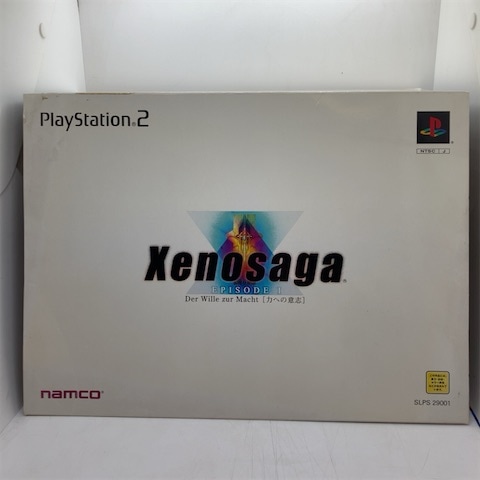 PlayStation®2
NTSC J
Xenosaga®
EPISODE I
Der Wille zur Macht [力への意志]
namco®
SLPS 29001